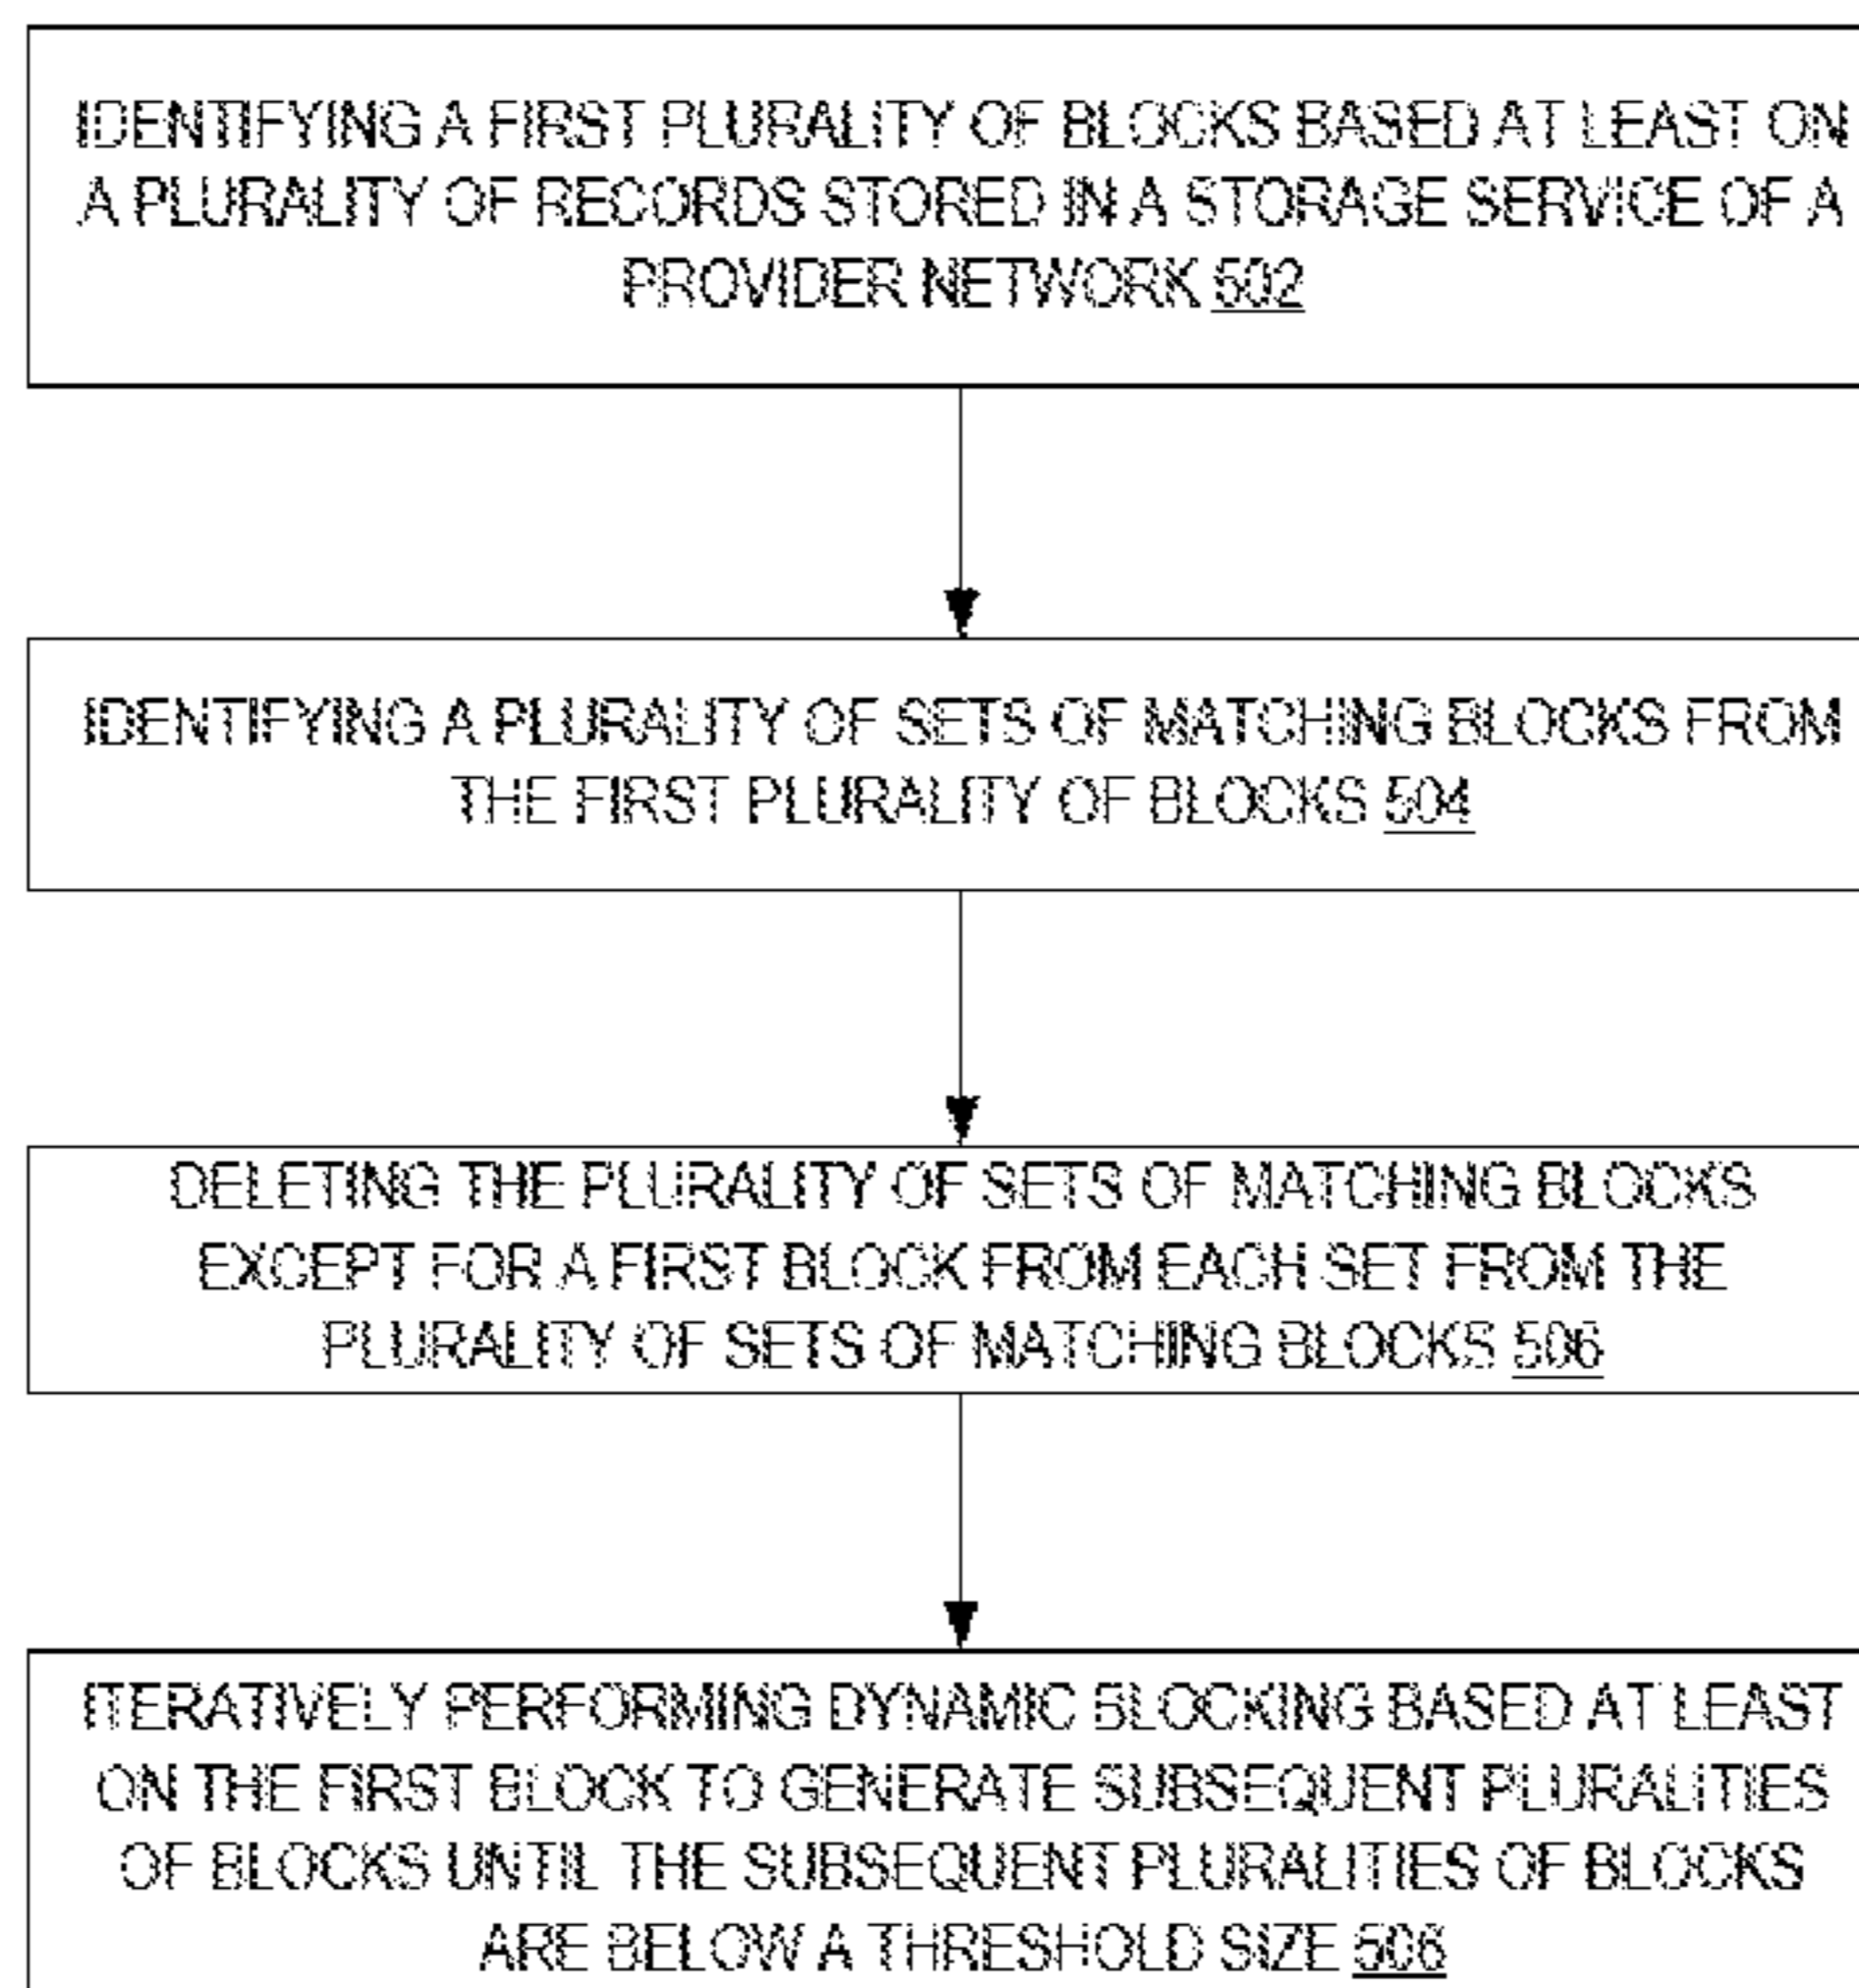 IDENTIFYING A FIRST PLURALITY OF BLOCKS BASED AT LEAST ON
A PLURALITY OF RECORDS STORED IN A STORAGE SERVICE OF A
PROVIDER NETWORK 502
IDENTIFYING A PLURALITY OF SETS OF MATCHING BLOCKS FROM
THE FIRST PLURALITY OF BLOCKS 504
DELETING THE PLURALITY OF SETS OF MATCHING BLOCKS
EXCEPT FOR A FIRST BLOCK FROM EACH SET FROM THE
PLURALITY OF SETS OF MATCHING BLOCKS 506
ITERATIVELY PERFORMING DYNAMIC BLOCKING BASED AT LEAST
ON THE FIRST BLOCK TO GENERATE SUBSEQUENT PLURALITIES
OF BLOCKS UNTIL THE SUBSEQUENT PLURALITIES OF BLOCKS
ARE BELOW A THRESHOLD SIZE